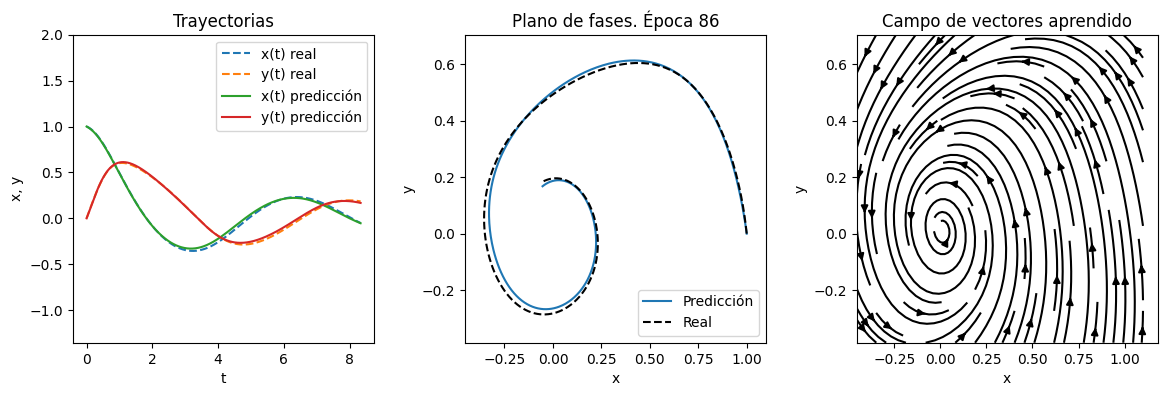 Trayectorias
2.0
1.5
1.0
0.5
0.0
−0.5
−1.0
0
2
4
6
8
x, y
t
x(t) real
y(t) real
x(t) predicción
y(t) predicción
Plano de fases. Época 86
0.6
0.4
0.2
0.0
−0.2
−0.25
0.00
0.25
0.50
0.75
1.00
y
x
Predicción
Real
Campo de vectores aprendido
0.6
0.4
0.2
0.0
−0.2
−0.25
0.00
0.25
0.50
0.75
1.00
y
x